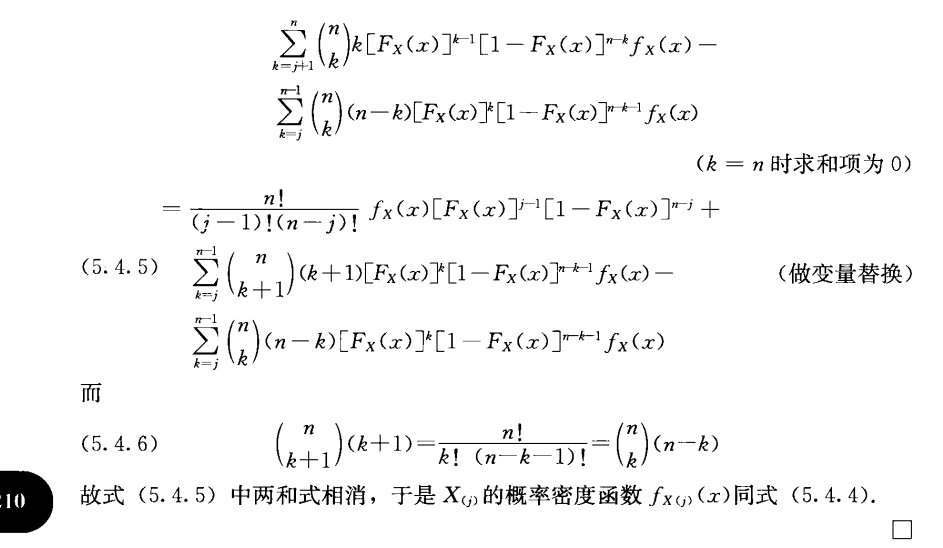 \sum_{k=j+1}^{n}\binom{n}{k}k[F_X(x)]^{k-1}[1-F_X(x)]^{n-k}f_X(x)-
\sum_{k=j}^{n-1}\binom{n}{k}(n-k)[F_X(x)]^{k}[1-F_X(x)]^{n-k-1}f_X(x)
(k = n 时求和项为 0)
=\frac{n!}{(j-1)!(n-j)!}f_X(x)[F_X(x)]^{j-1}[1-F_X(x)]^{n-j}+
(5.4.5) \sum_{k=j}^{n-1}\binom{n}{k+1}(k+1)[F_X(x)]^{k}[1-F_X(x)]^{n-k-1}f_X(x)- (做变量替换)
\sum_{k=j}^{n-1}\binom{n}{k}(n-k)[F_X(x)]^{k}[1-F_X(x)]^{n-k-1}f_X(x)
而
(5.4.6) \binom{n}{k+1}(k+1)=\frac{n!}{k!(n-k-1)!}=\binom{n}{k}(n-k)
故式 (5.4.5) 中两和式相消，于是 X_{(j)} 的概率密度函数 f_{X_{(j)}}(x)同式 (5.4.4).
□